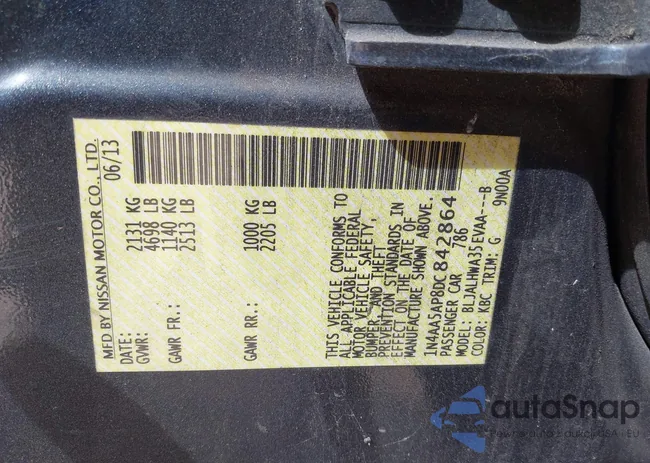 MFD BY NISSAN MOTOR CO., LTD.
DATE: 06/13
GVWR: 2131 KG
4698 LB
GAWR FR.: 1140 KG
2513 LB
GAWR RR.: 1000 KG
2205 LB
THIS VEHICLE CONFORMS TO
ALL APPLICABLE FEDERAL
MOTOR VEHICLE SAFETY,
BUMPER, AND THEFT
PREVENTION STANDARDS IN
EFFECT ON THE DATE OF
MANUFACTURE SHOWN ABOVE.
1N4AA5AP8DC842864
PASSENGER CAR 786
MODEL: BLJALHWA35EVAA---B
COLOR: KBC TRIM: G 9N00A
autoSnap